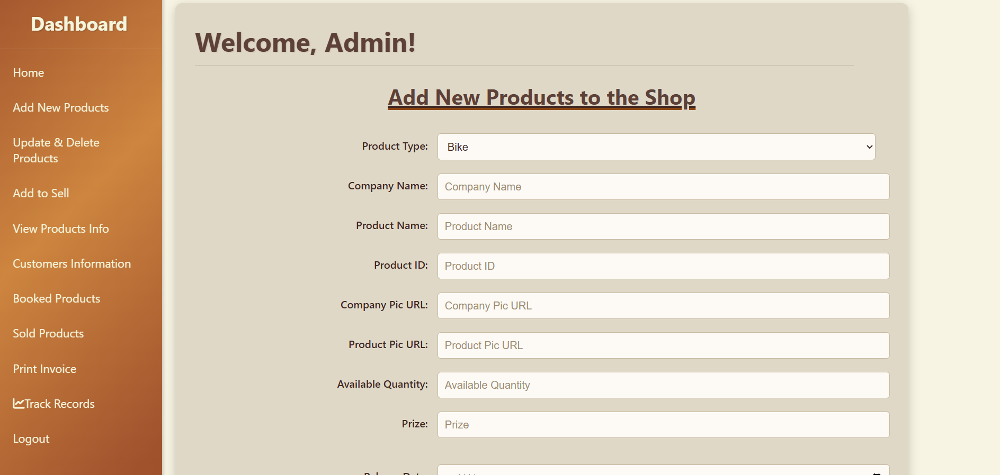 Dashboard
Home
Add New Products
Update & Delete
Products
Add to Sell
View Products Info
Customers Information
Booked Products
Sold Products
Print Invoice
Track Records
Logout
Welcome, Admin!
Add New Products to the Shop
Product Type:
Bike
Company Name:
Company Name
Product Name:
Product Name
Product ID:
Product ID
Company Pic URL:
Company Pic URL
Product Pic URL:
Product Pic URL
Available Quantity:
Available Quantity
Prize:
Prize